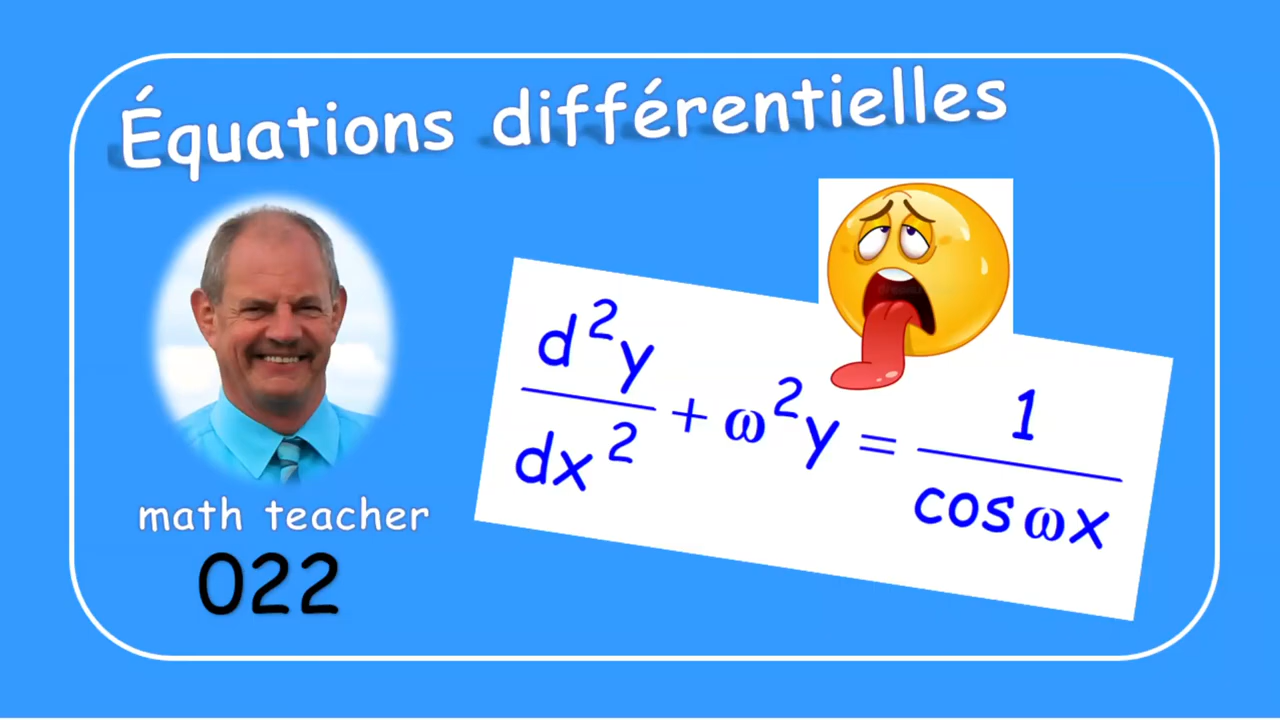 Équations différentielles
d²y/dx² + ω²y = 1/cos ωx
math teacher
022